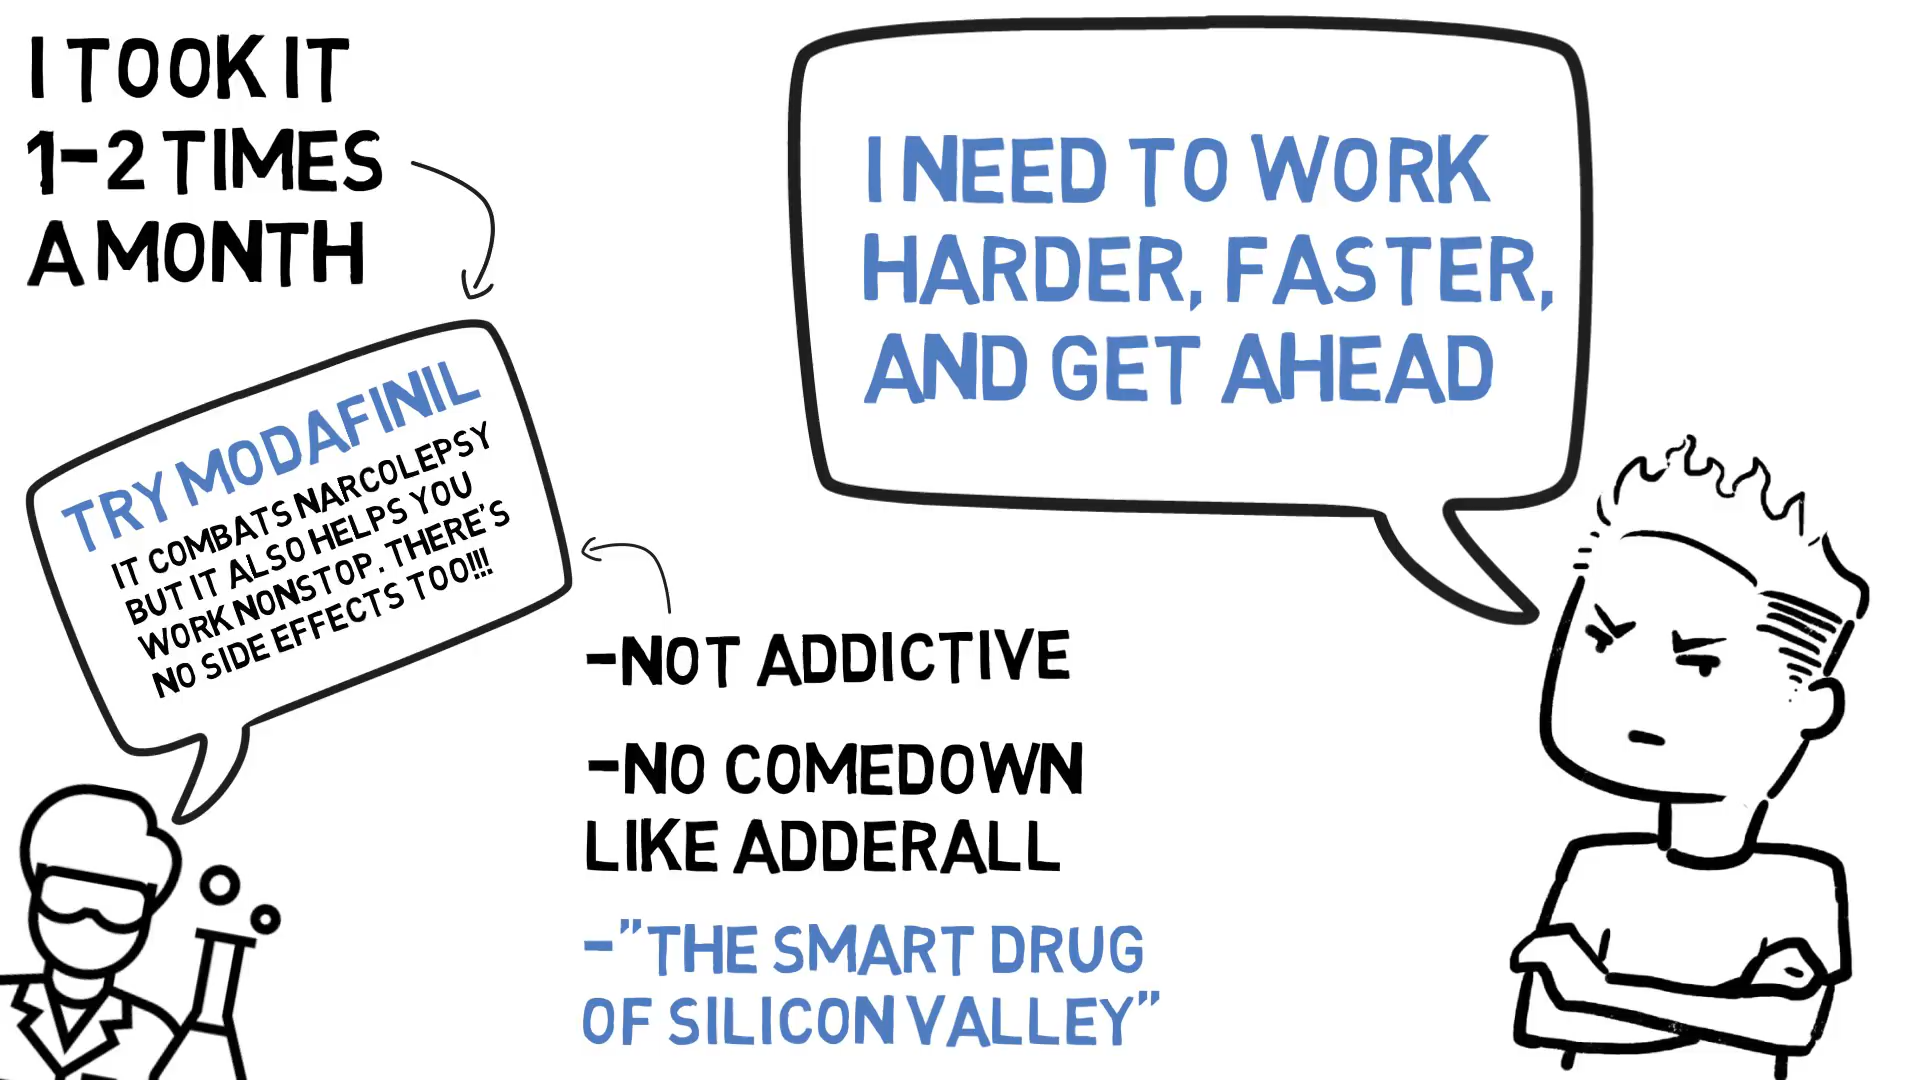 I TOOK IT
1-2 TIMES
A MONTH
I NEED TO WORK
HARDER, FASTER,
AND GET AHEAD
TRY MODAFINIL
IT COMBATS NARCOLEPSY
BUT IT ALSO HELPS YOU
WORK NONSTOP. THERE'S
NO SIDE EFFECTS TOO!!!
-NOT ADDICTIVE
-NO COMEDOWN
LIKE ADDERALL
-"THE SMART DRUG
OF SILICON VALLEY"